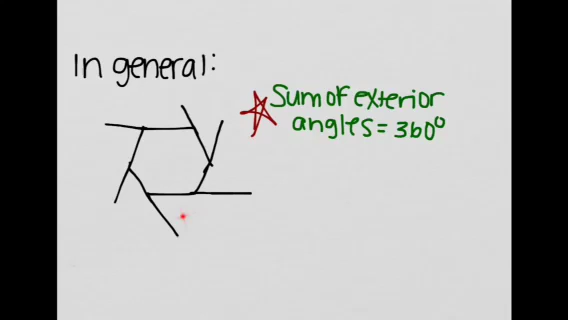 In general:
Sum of exterior
angles = 360°